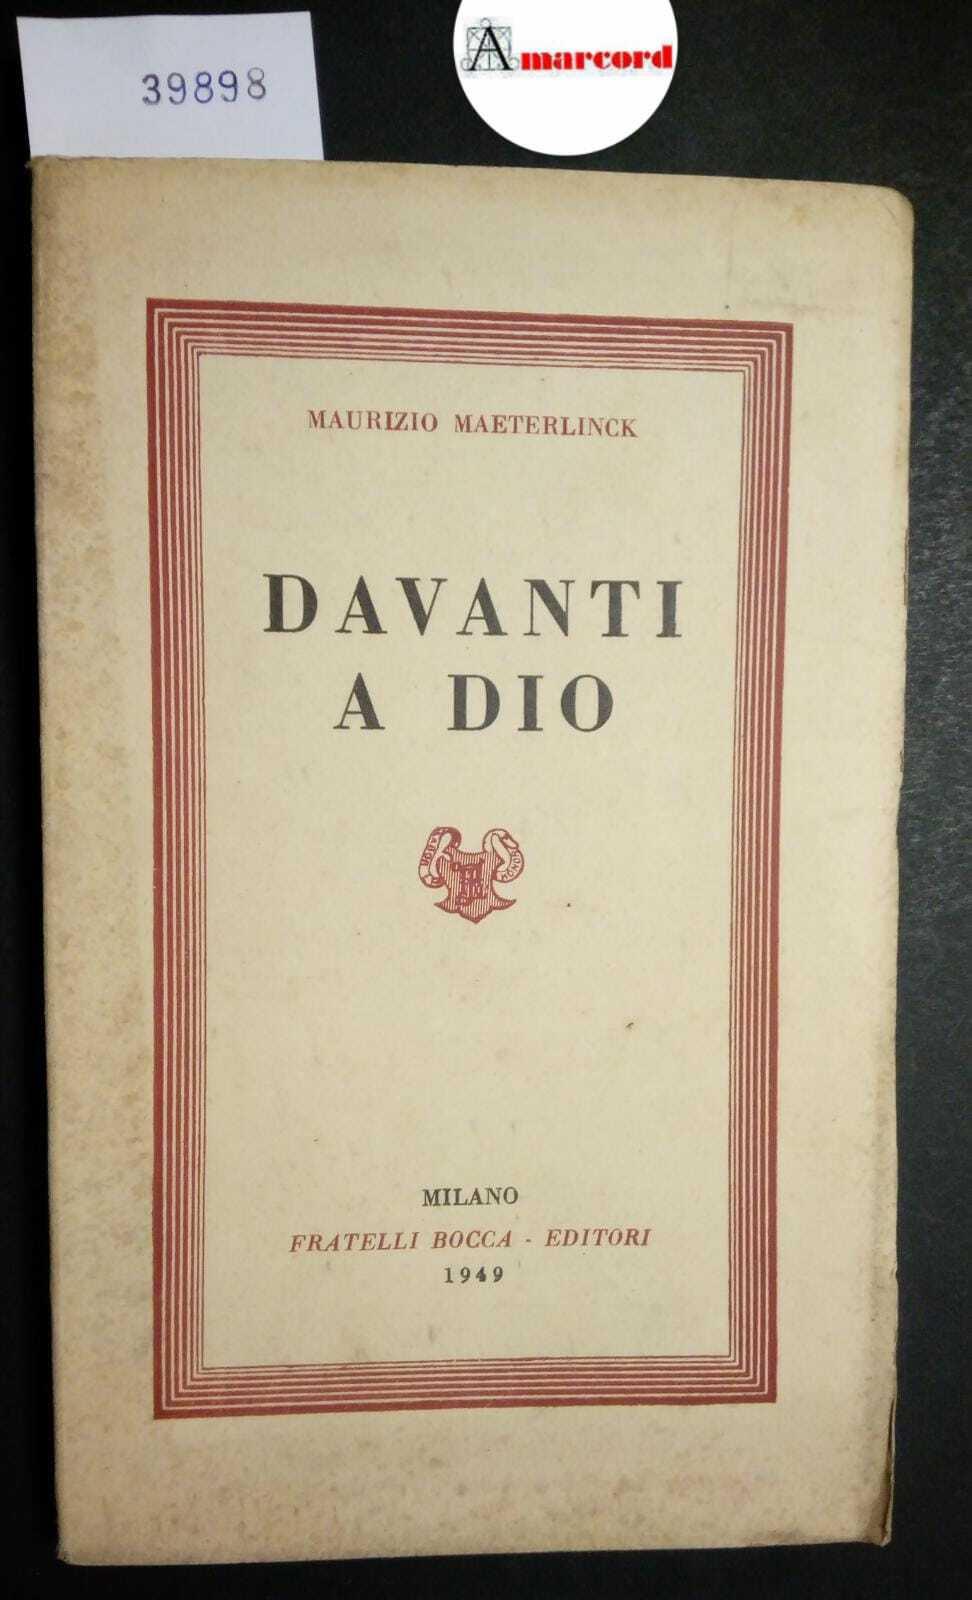 39898
Amarcord
MAURIZIO MAETERLINCK
DAVANTI
A DIO
MILANO
FRATELLI BOCCA - EDITORI
1949